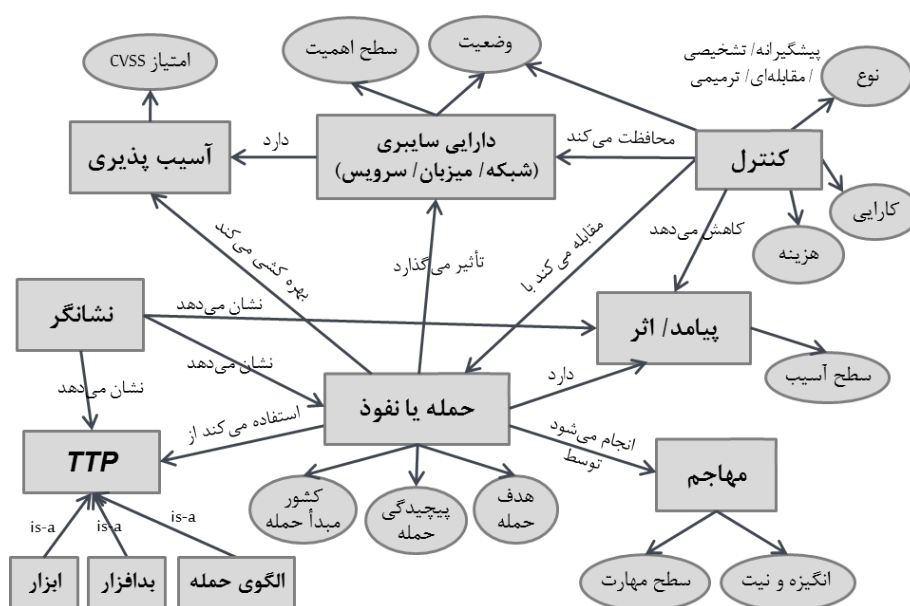 پیشگیرانه/ تشخیصی
/مقابله‌ای/ ترمیمی
نوع
وضعیت
سطح اهمیت
امتیاز CVSS
کنترل
محافظت می‌کند
دارایی سایبری
(شبکه/ میزبان/ سرویس)
دارد
آسیب پذیری
کارایی
هزینه
کاهش می‌دهد
مقابله می‌کند با
تأثیر می‌گذارد
بهره کشی می‌کند
نشانگر
نشان می‌دهد
پیامد/ اثر
سطح آسیب
نشان می‌دهد
نشان می‌دهد
دارد
حمله یا نفوذ
استفاده می‌کند از
TTP
انجام می‌شود
توسط
مهاجم
هدف
حمله
پیچیدگی
حمله
کشور
مبدأ حمله
is-a
is-a
is-a
انگیزه و نیت
سطح مهارت
الگوی حمله
بدافزار
ابزار